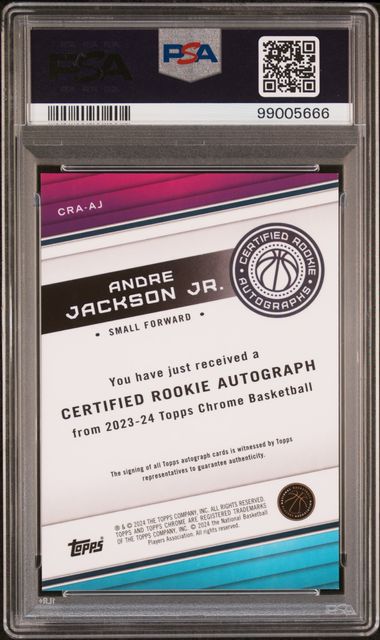 PSA
PSA
99005666
CRA-AJ
CERTIFIED ROOKIE
AUTOGRAPHS
ANDRE
JACKSON JR.
• SMALL FORWARD •
You have just received a
CERTIFIED ROOKIE AUTOGRAPH
from 2023-24 Topps Chrome Basketball
The signing of all Topps autograph cards is witnessed by Topps
representatives to guarantee authenticity.
® & © 2024 THE TOPPS COMPANY, INC. ALL RIGHTS RESERVED.
TOPPS AND TOPPS CHROME ARE REGISTERED TRADEMARKS
OF THE TOPPS COMPANY, INC. © 2024 the National Basketball
Players Association. All rights reserved.
Topps
PSA